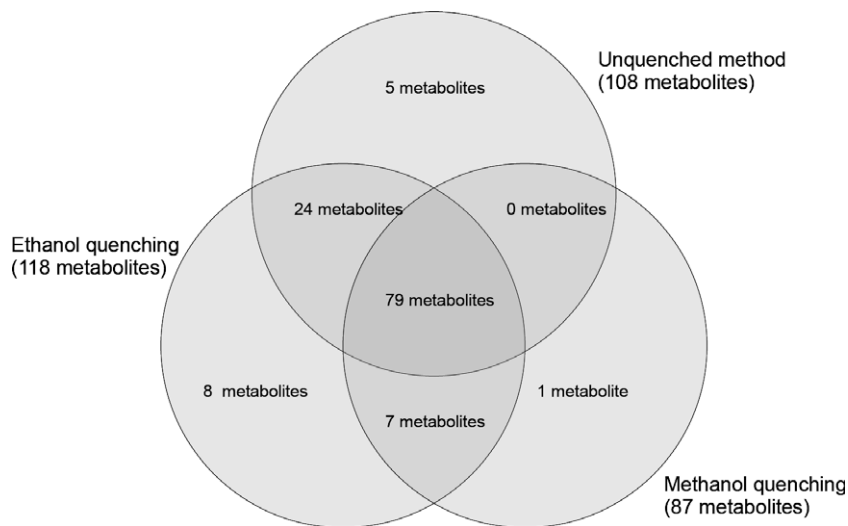 Unquenched method
(108 metabolites)
5 metabolites
24 metabolites
0 metabolites
Ethanol quenching
(118 metabolites)
79 metabolites
8 metabolites
1 metabolite
7 metabolites
Methanol quenching
(87 metabolites)